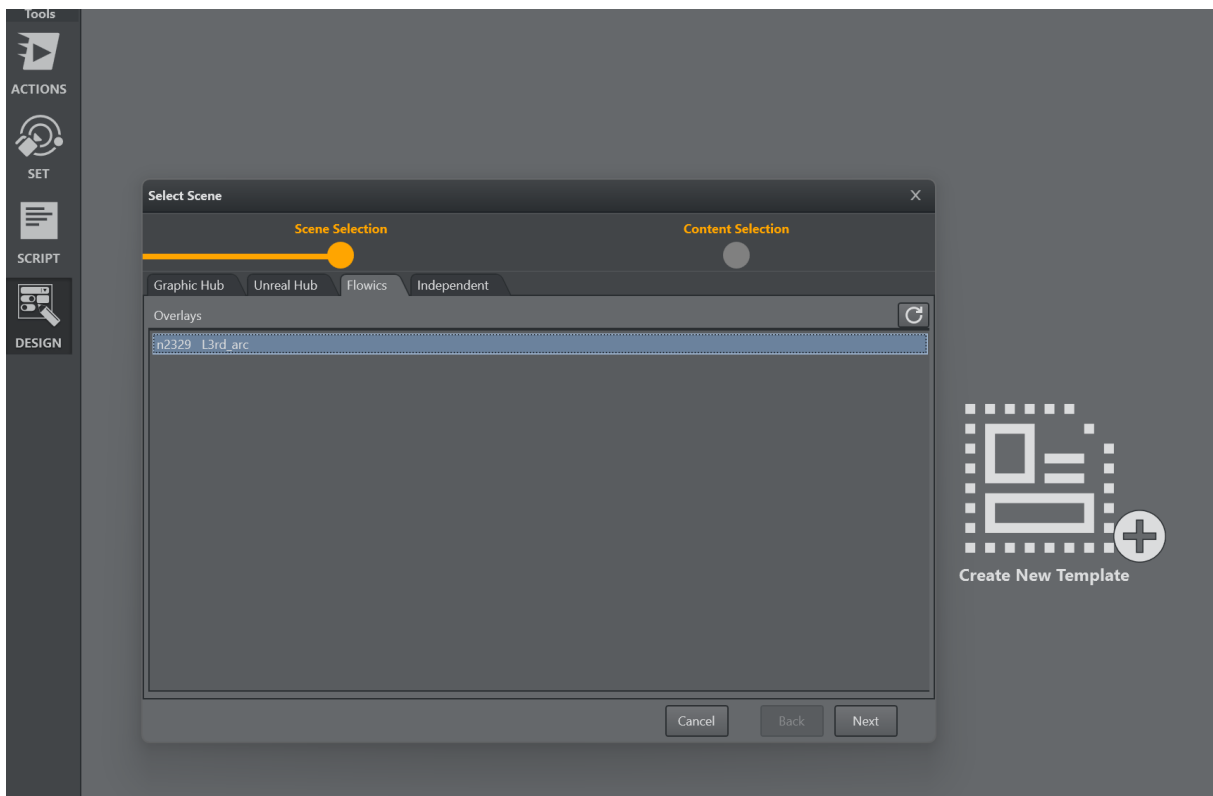 Tools
ACTIONS
SET
SCRIPT
DESIGN
Select Scene
Scene Selection
Content Selection
Graphic Hub
Unreal Hub
Flowics
Independent
Overlays
n2329 L3rd_arc
Cancel
Back
Next
Create New Template